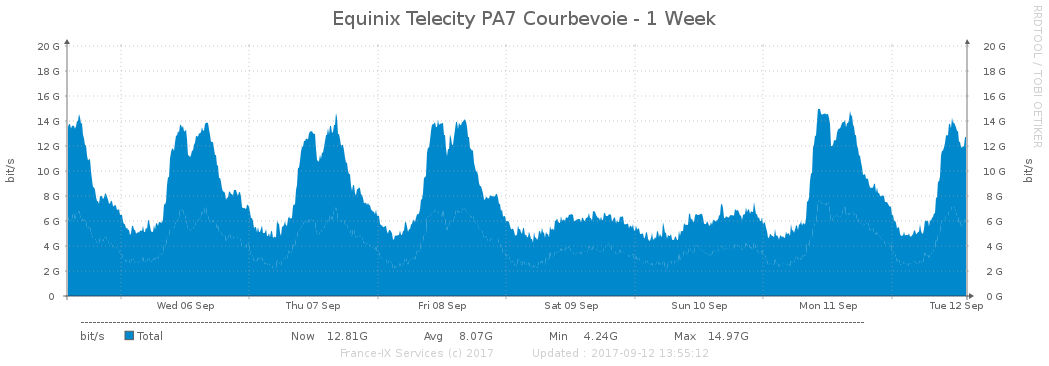 Equinix Telecity PA7 Courbevoie - 1 Week
RRDTOOL / TOBI OETIKER
bit/s
20 G
18 G
16 G
14 G
12 G
10 G
8 G
6 G
4 G
2 G
0
20 G
18 G
16 G
14 G
12 G
10 G
8 G
6 G
4 G
2 G
0 G
bit/s
Wed 06 Sep Thu 07 Sep Fri 08 Sep Sat 09 Sep Sun 10 Sep Mon 11 Sep Tue 12 Sep
bit/s Total Now 12.81G Avg 8.07G Min 4.24G Max 14.97G
France-IX Services (c) 2017 Updated : 2017-09-12 13:55:12